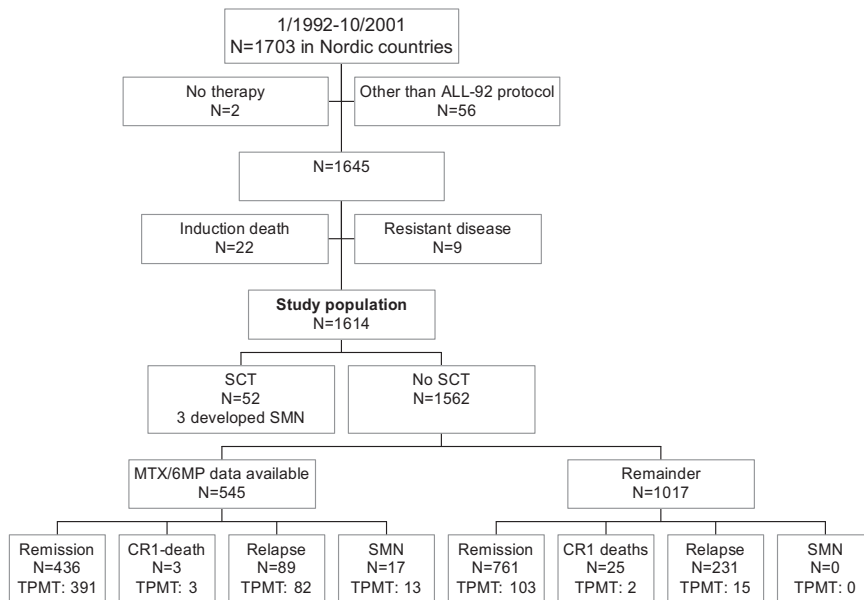 1/1992-10/2001
N=1703 in Nordic countries
No therapy
N=2
Other than ALL-92 protocol
N=56
N=1645
Induction death
N=22
Resistant disease
N=9
Study population
N=1614
SCT
N=52
3 developed SMN
No SCT
N=1562
MTX/6MP data available
N=545
Remainder
N=1017
Remission
N=436
TPMT: 391
CR1-death
N=3
TPMT: 3
Relapse
N=89
TPMT: 82
SMN
N=17
TPMT: 13
Remission
N=761
TPMT: 103
CR1 deaths
N=25
TPMT: 2
Relapse
N=231
TPMT: 15
SMN
N=0
TPMT: 0